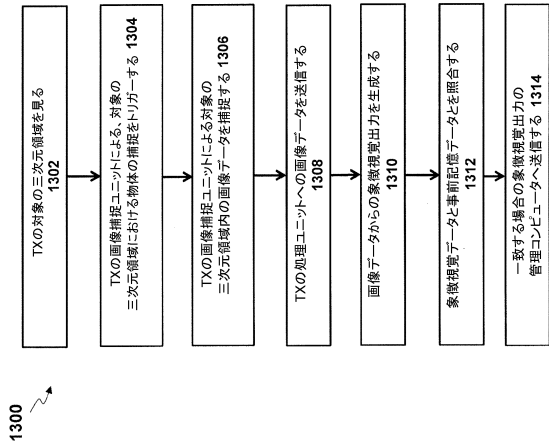 1300
TXの対象の三次元領域を見る
1302
TXの画像捕捉ユニットによる、対象の
三次元領域における物体の捕捉をトリガーする 1304
TXの画像捕捉ユニットによる対象の
三次元領域内の画像データを捕捉する 1306
TXの処理ユニットへの画像データを送信する
1308
画像データからの象徴視覚出力を生成する
1310
象徴視覚データと事前記憶データとを照合する
1312
一致する場合の象徴視覚出力の
管理コンピュータへ送信する 1314